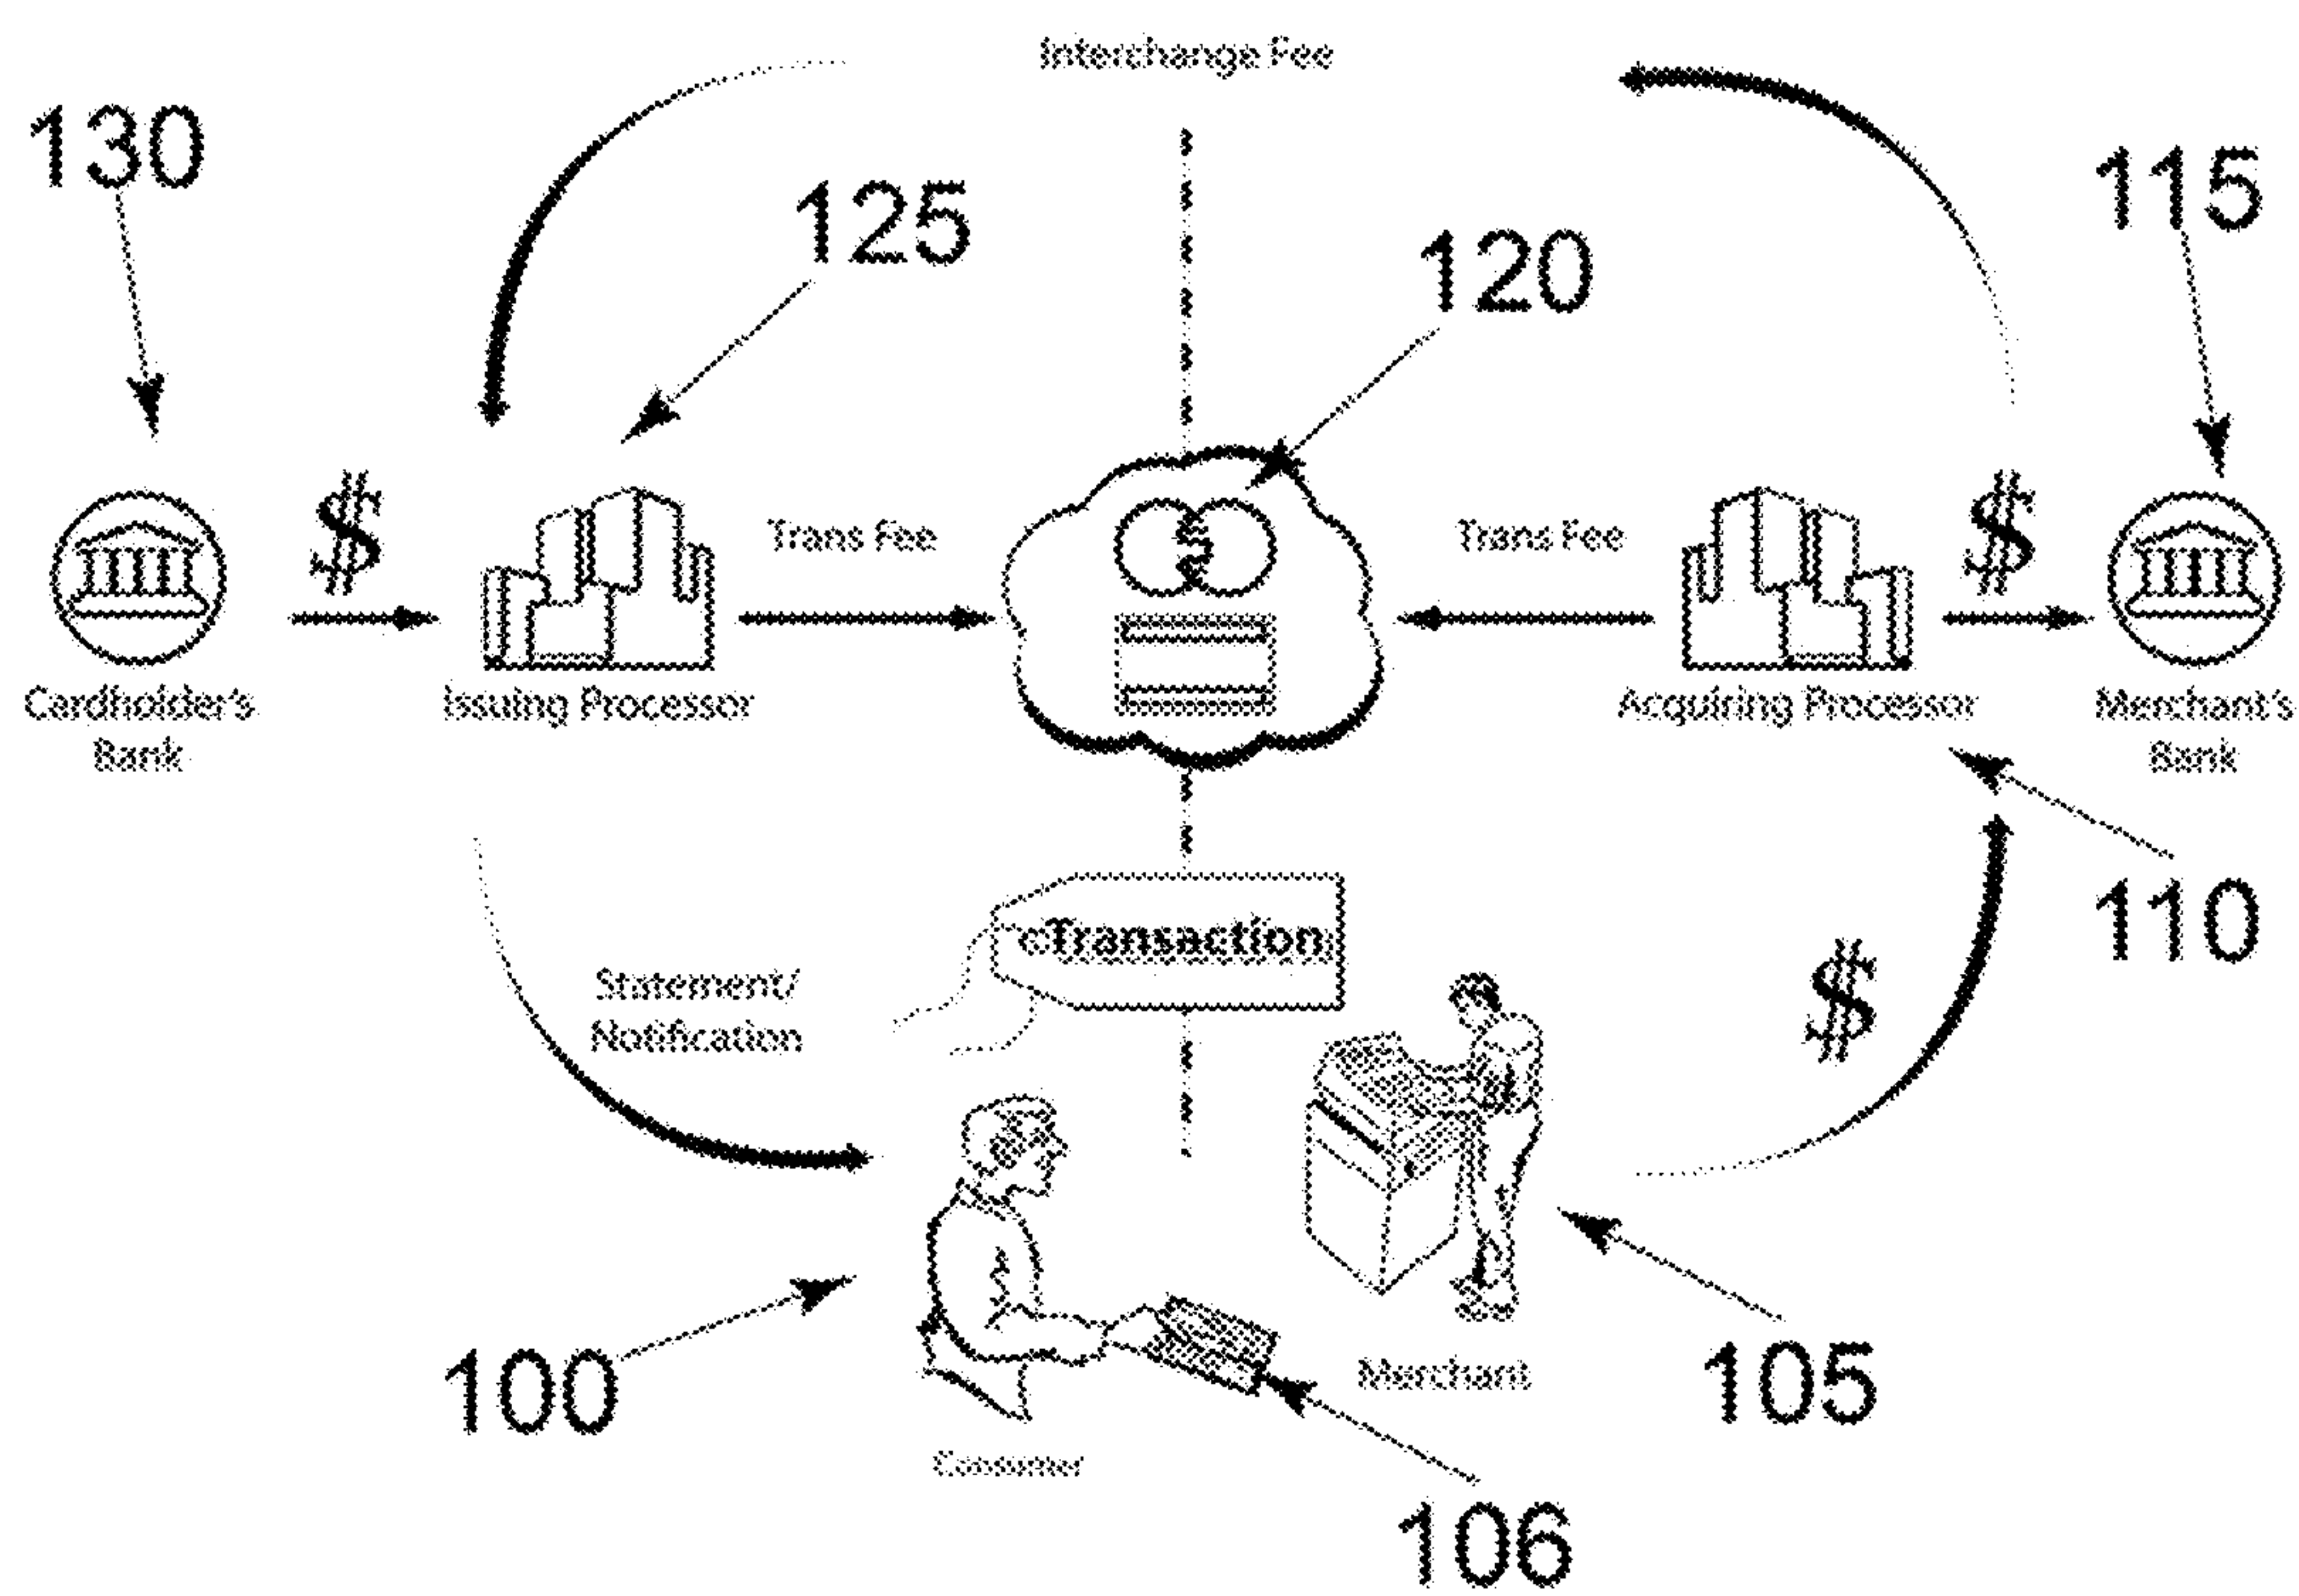 Interchange Fee
130
125
120
115
$
Trans Fee
Trans Fee
$
Cardholder's
Bank
Issuing Processor
Acquiring Processor
Merchant's
Bank
110
Transaction
Statement/
Notification
$
100
Merchant
105
Consumer
106